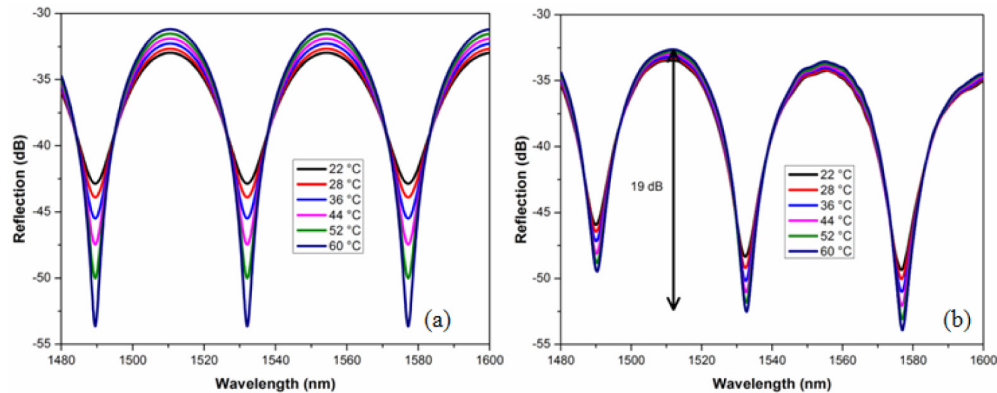 -30
-35
-40
-45
-50
-55
Reflection (dB)
22 °C
28 °C
36 °C
44 °C
52 °C
60 °C
(a)
1480 1500 1520 1540 1560 1580 1600
Wavelength (nm)
-30
-35
-40
-45
-50
-55
Reflection (dB)
19 dB
22 °C
28 °C
36 °C
44 °C
52 °C
60 °C
(b)
1480 1500 1520 1540 1560 1580 1600
Wavelength (nm)